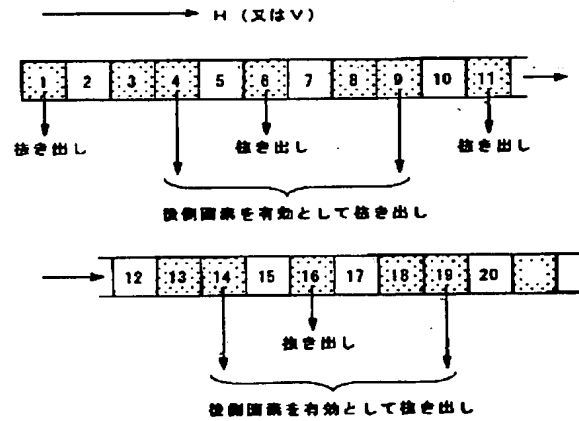 H (又はV)
1 2 3 4 5 6 7 8 9 10 11
抜き出し 抜き出し 抜き出し
後側画素を有効として抜き出し
12 13 14 15 16 17 18 19 20
抜き出し
後側画素を有効として抜き出し